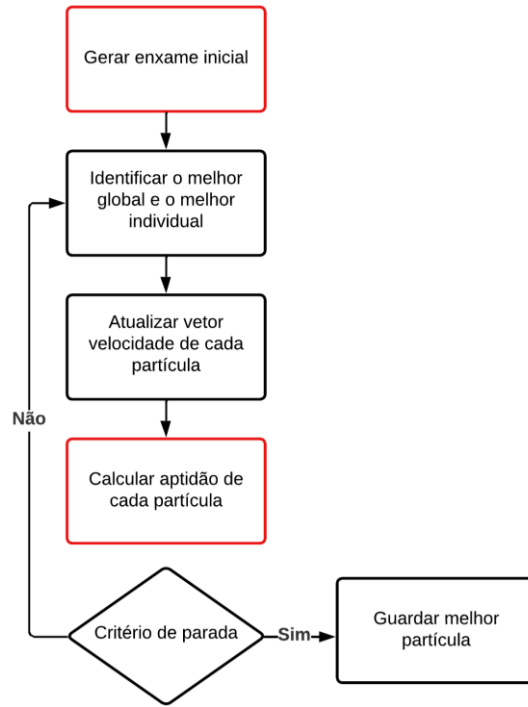 Gerar enxame inicial
Identificar o melhor
global e o melhor
individual
Atualizar vetor
velocidade de cada
partícula
Não
Calcular aptidão de
cada partícula
Critério de parada
Sim
Guardar melhor
partícula